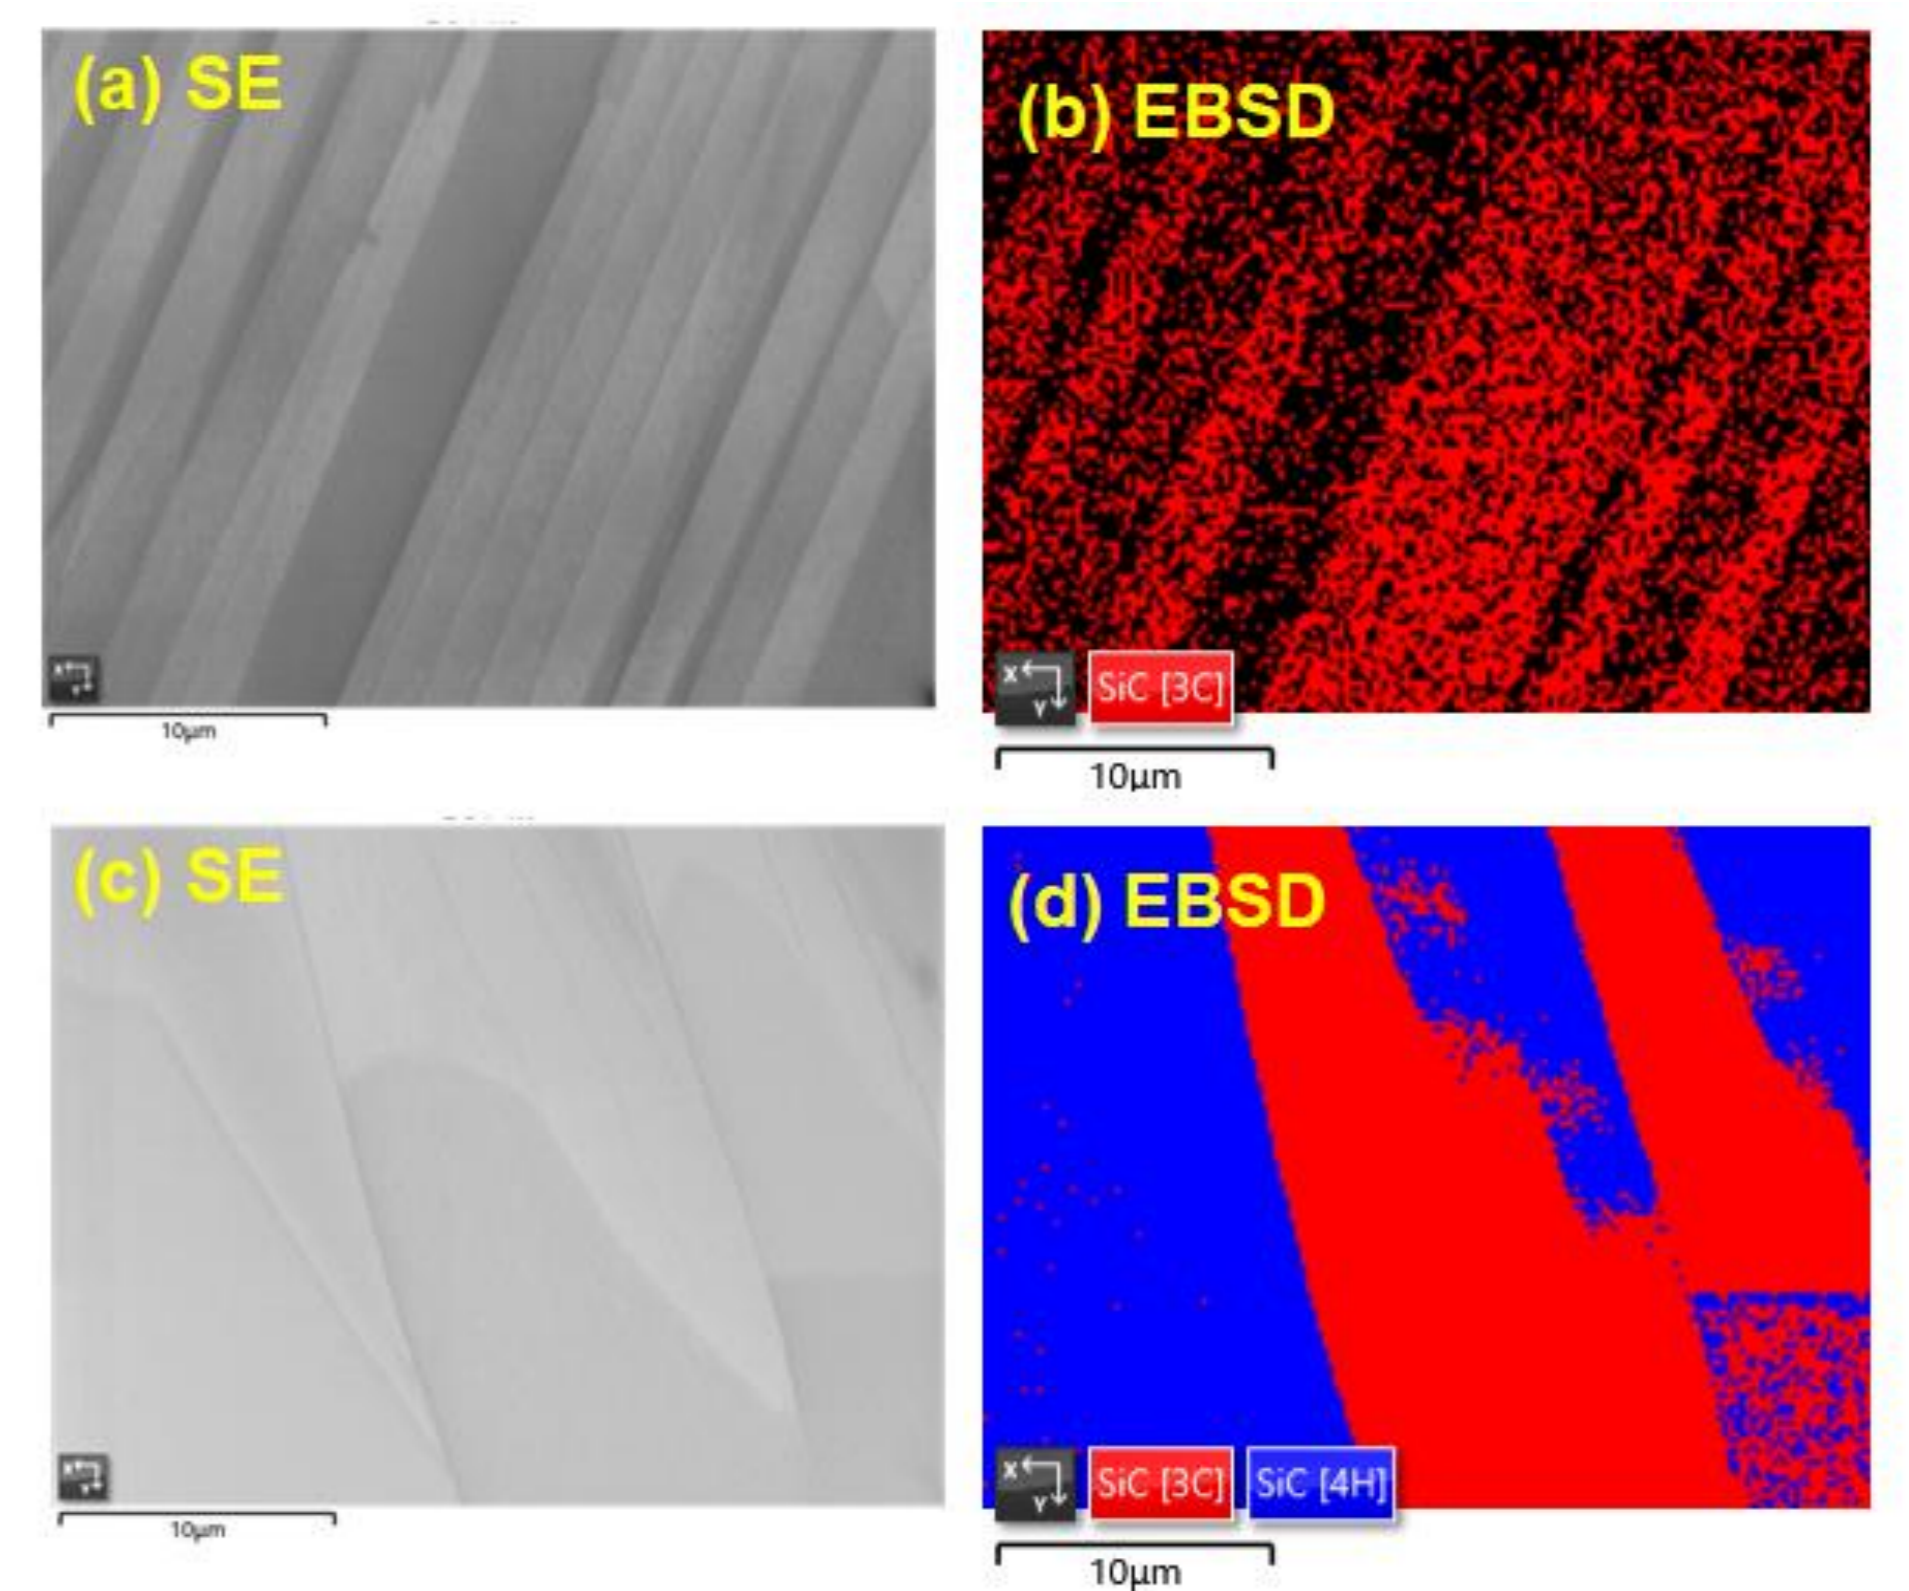 (a) SE
(b) EBSD
X
Y
X
Y
SiC [3C]
10µm
10µm
(c) SE
(d) EBSD
X
Y
X
Y
SiC [3C]
SiC [4H]
10µm
10µm